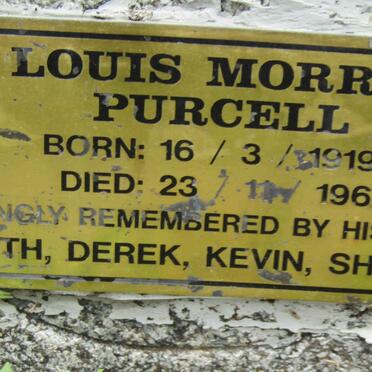 LOUIS MORR
PURCELL
BORN: 16 / 3 / 1919
DIED: 23 / 11 / 196
NGLY REMEMBERED BY HIS
TH, DEREK, KEVIN, SH